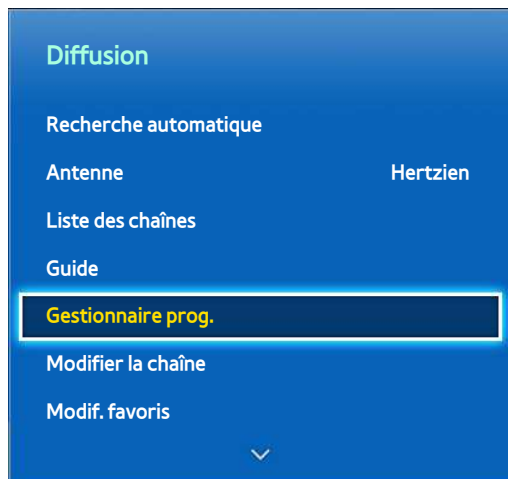 Diffusion
Recherche automatique
Antenne Hertzien
Liste des chaînes
Guide
Gestionnaire prog.
Modifier la chaîne
Modif. favoris